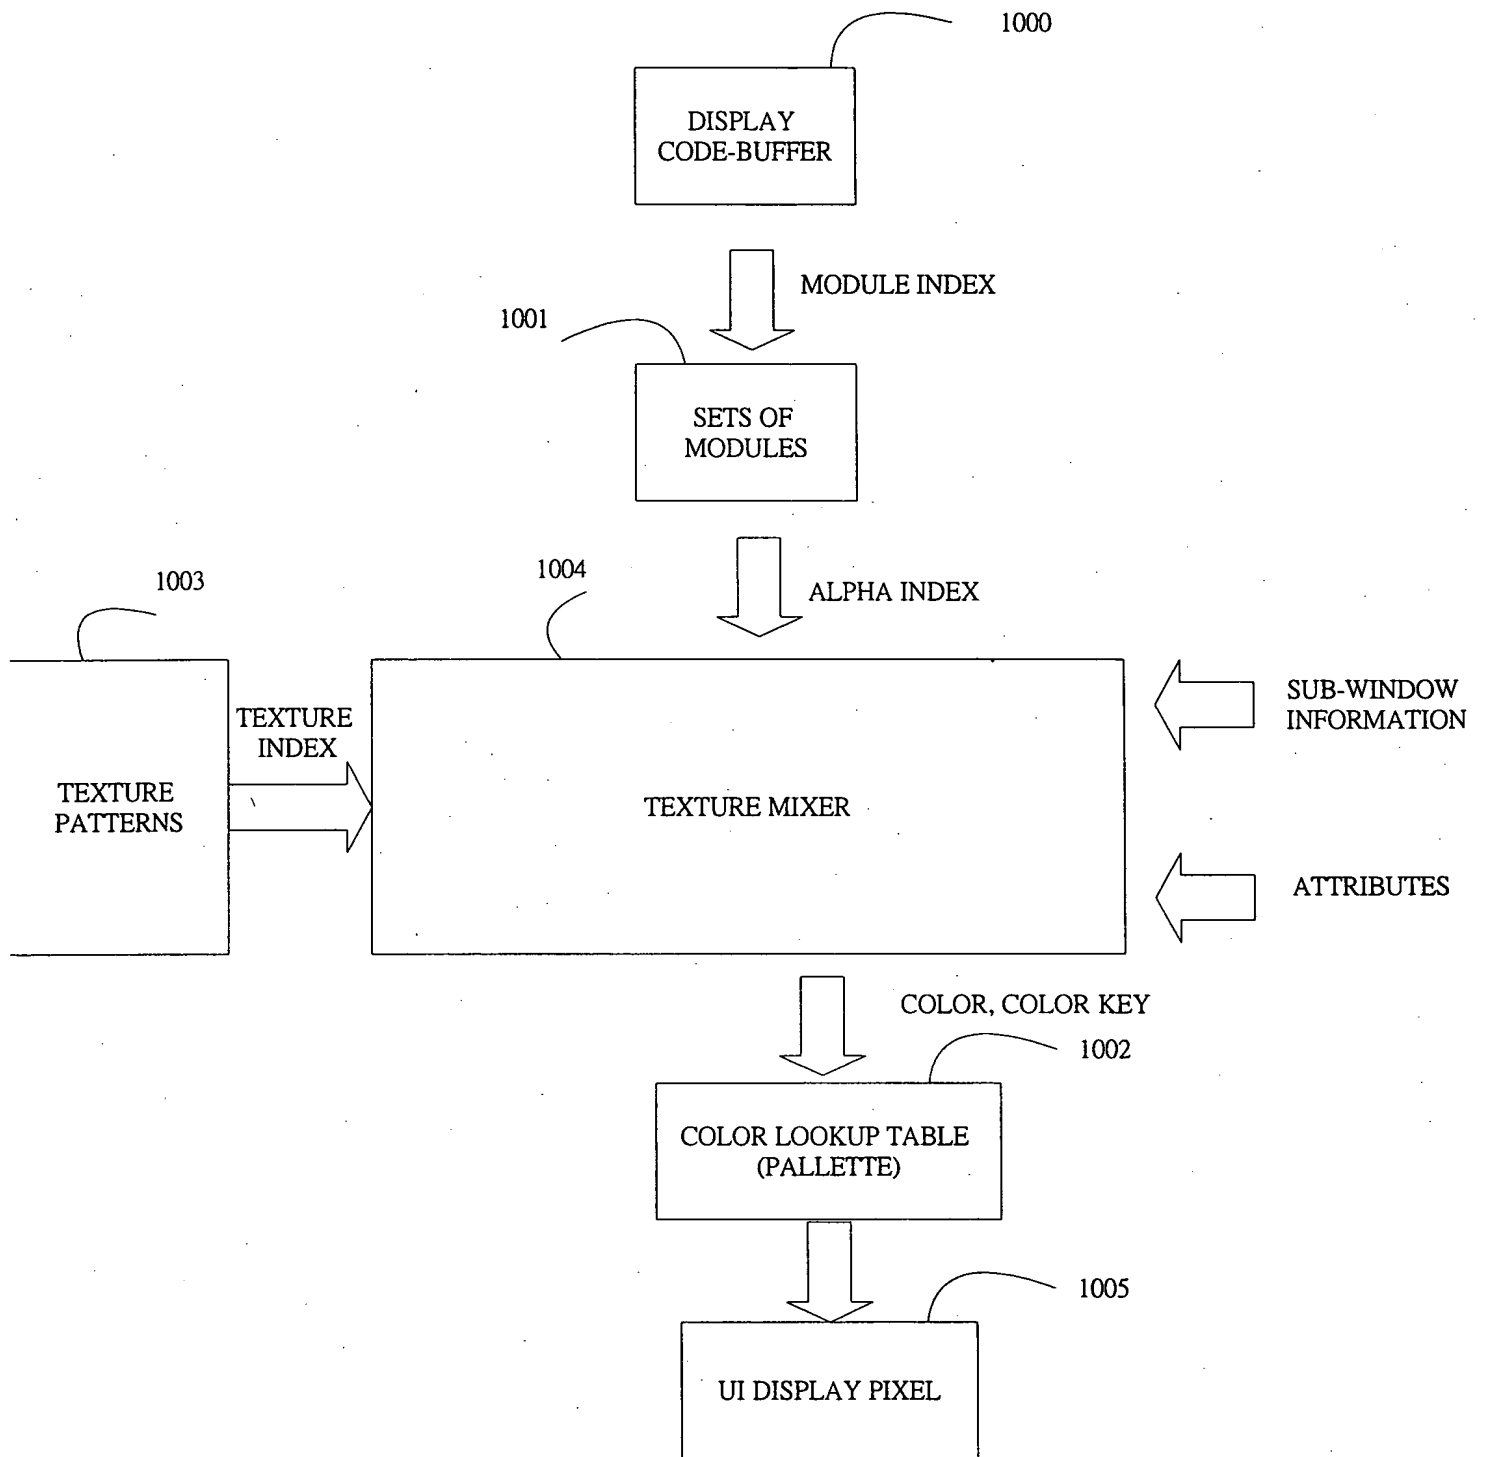 1000
DISPLAY
CODE-BUFFER
MODULE INDEX
1001
SETS OF
MODULES
1003
1004
ALPHA INDEX
TEXTURE
INDEX
SUB-WINDOW
INFORMATION
TEXTURE
PATTERNS
TEXTURE MIXER
ATTRIBUTES
COLOR, COLOR KEY
1002
COLOR LOOKUP TABLE
(PALLETTE)
1005
UI DISPLAY PIXEL